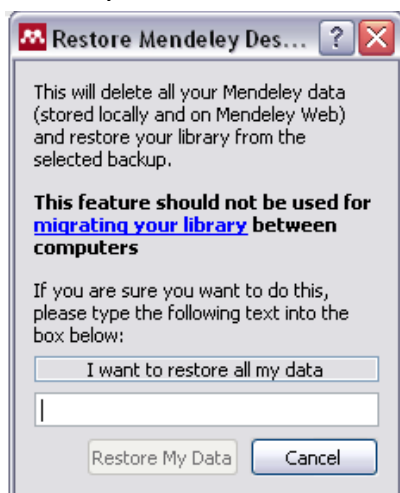 Restore Mendeley Des...
This will delete all your Mendeley data
(stored locally and on Mendeley Web)
and restore your library from the
selected backup.
This feature should not be used for
migrating your library between
computers
If you are sure you want to do this,
please type the following text into the
box below:
I want to restore all my data
Restore My Data Cancel